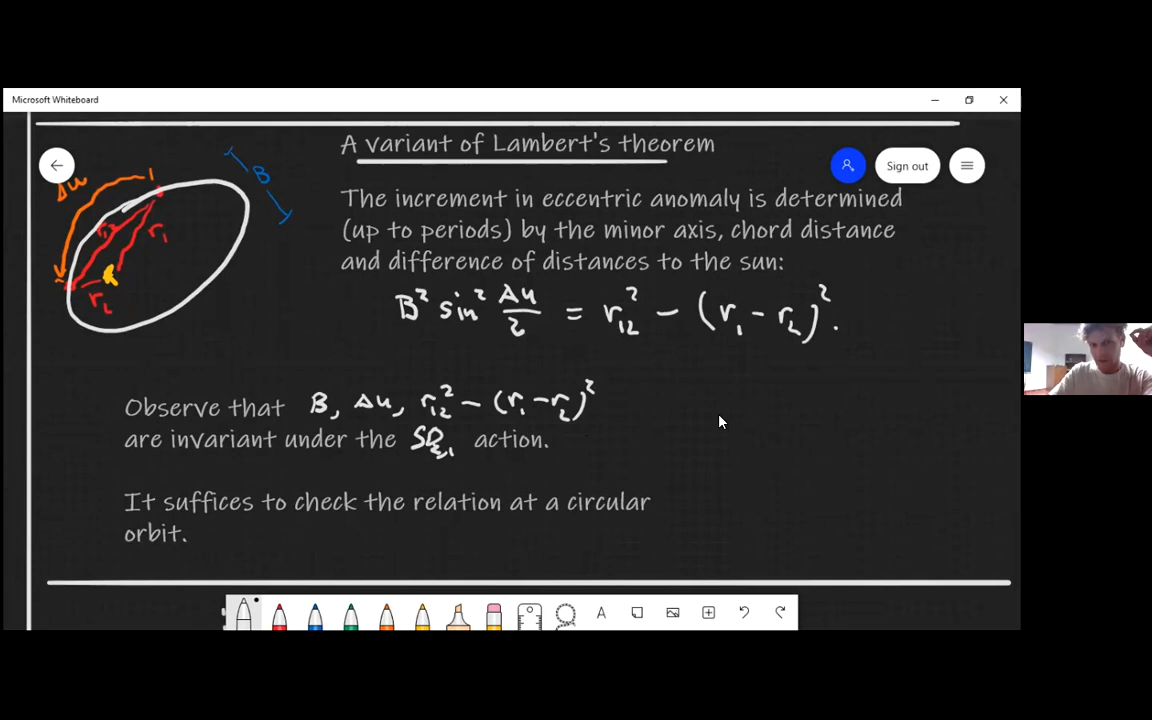 Microsoft Whiteboard
A variant of Lambert's theorem
Sign out
Δu
1
B
r₁₂
r₁
r₂
The increment in eccentric anomaly is determined
(up to periods) by the minor axis, chord distance
and difference of distances to the sun:
B² sin² Δu/2 = r₁₂² - (r₁ - r₂)².
Observe that B, Δu, r₁₂² - (r₁ - r₂)²
are invariant under the SO₂,₁ action.
It suffices to check the relation at a circular
orbit.
A